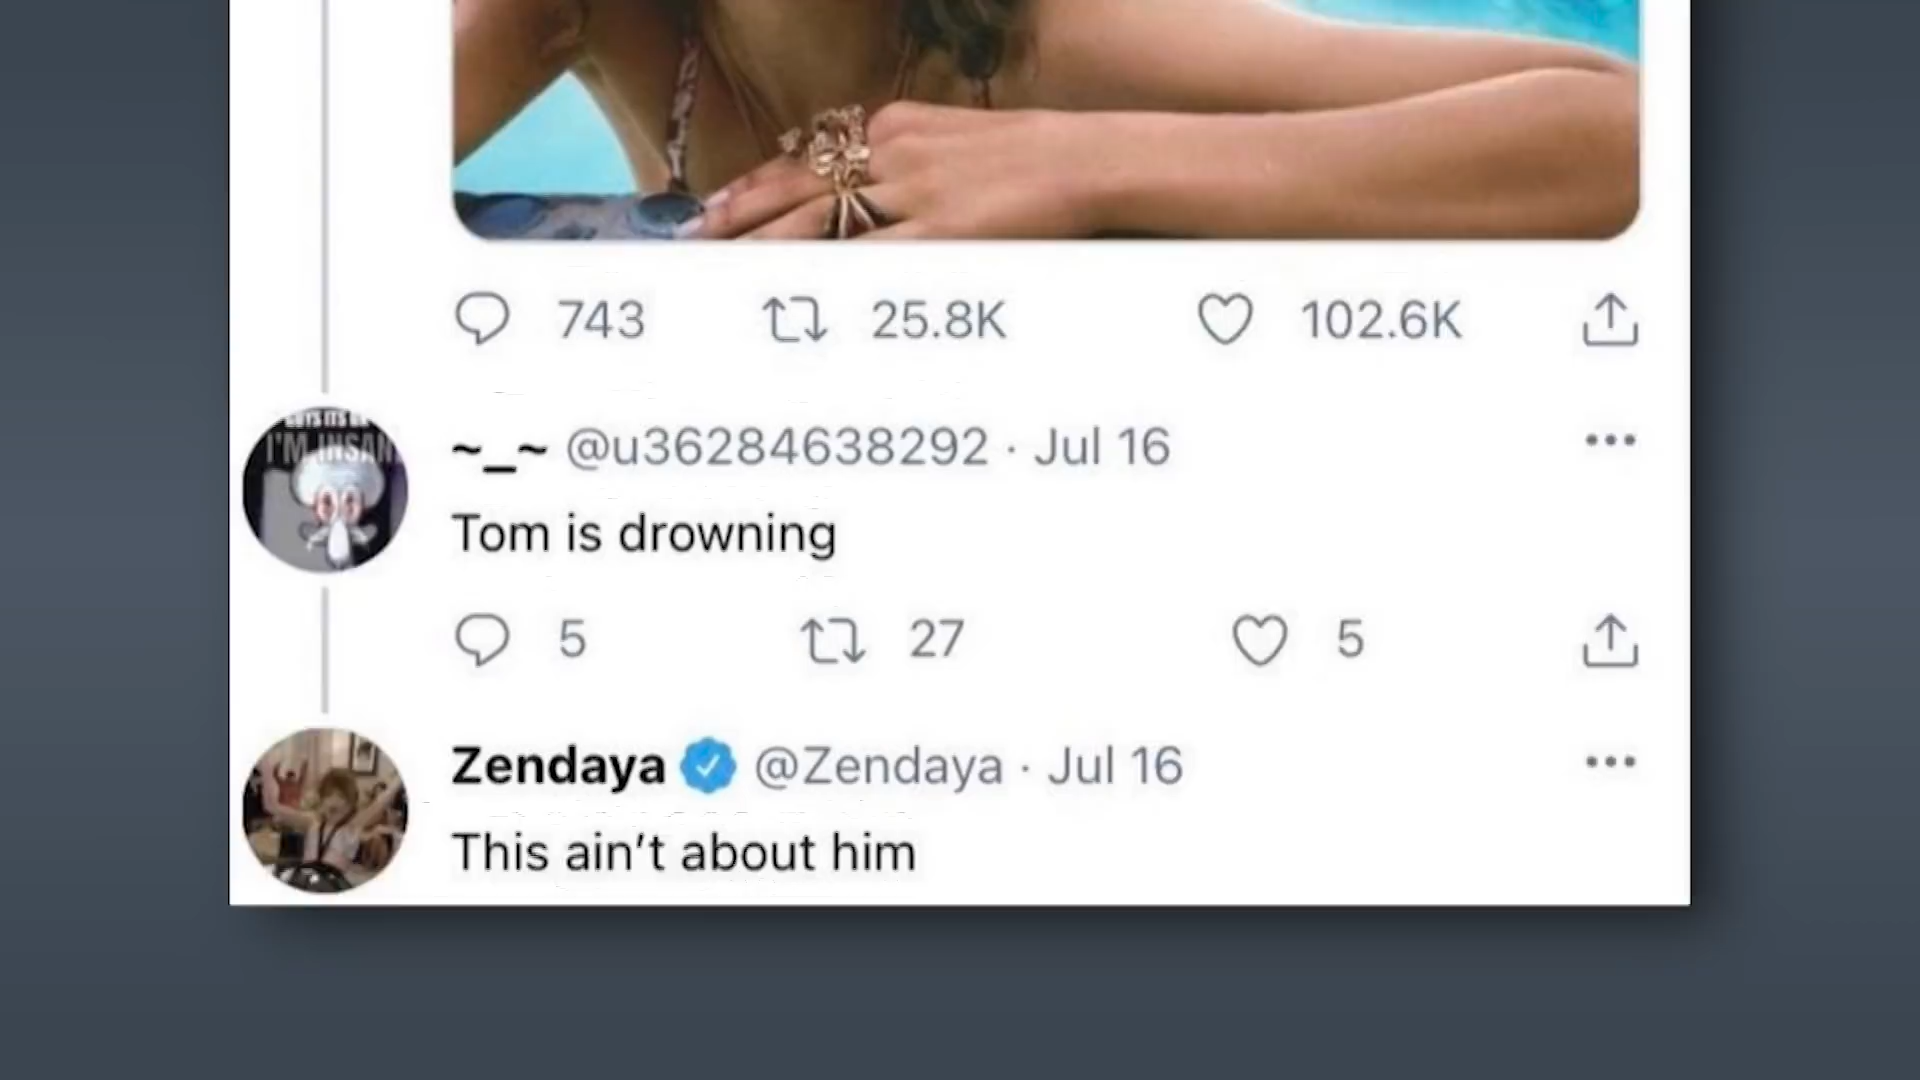 743 25.8K 102.6K
I'M INSAN
~_~ @u36284638292 · Jul 16
Tom is drowning
5 27 5
Zendaya @Zendaya · Jul 16
This ain't about him